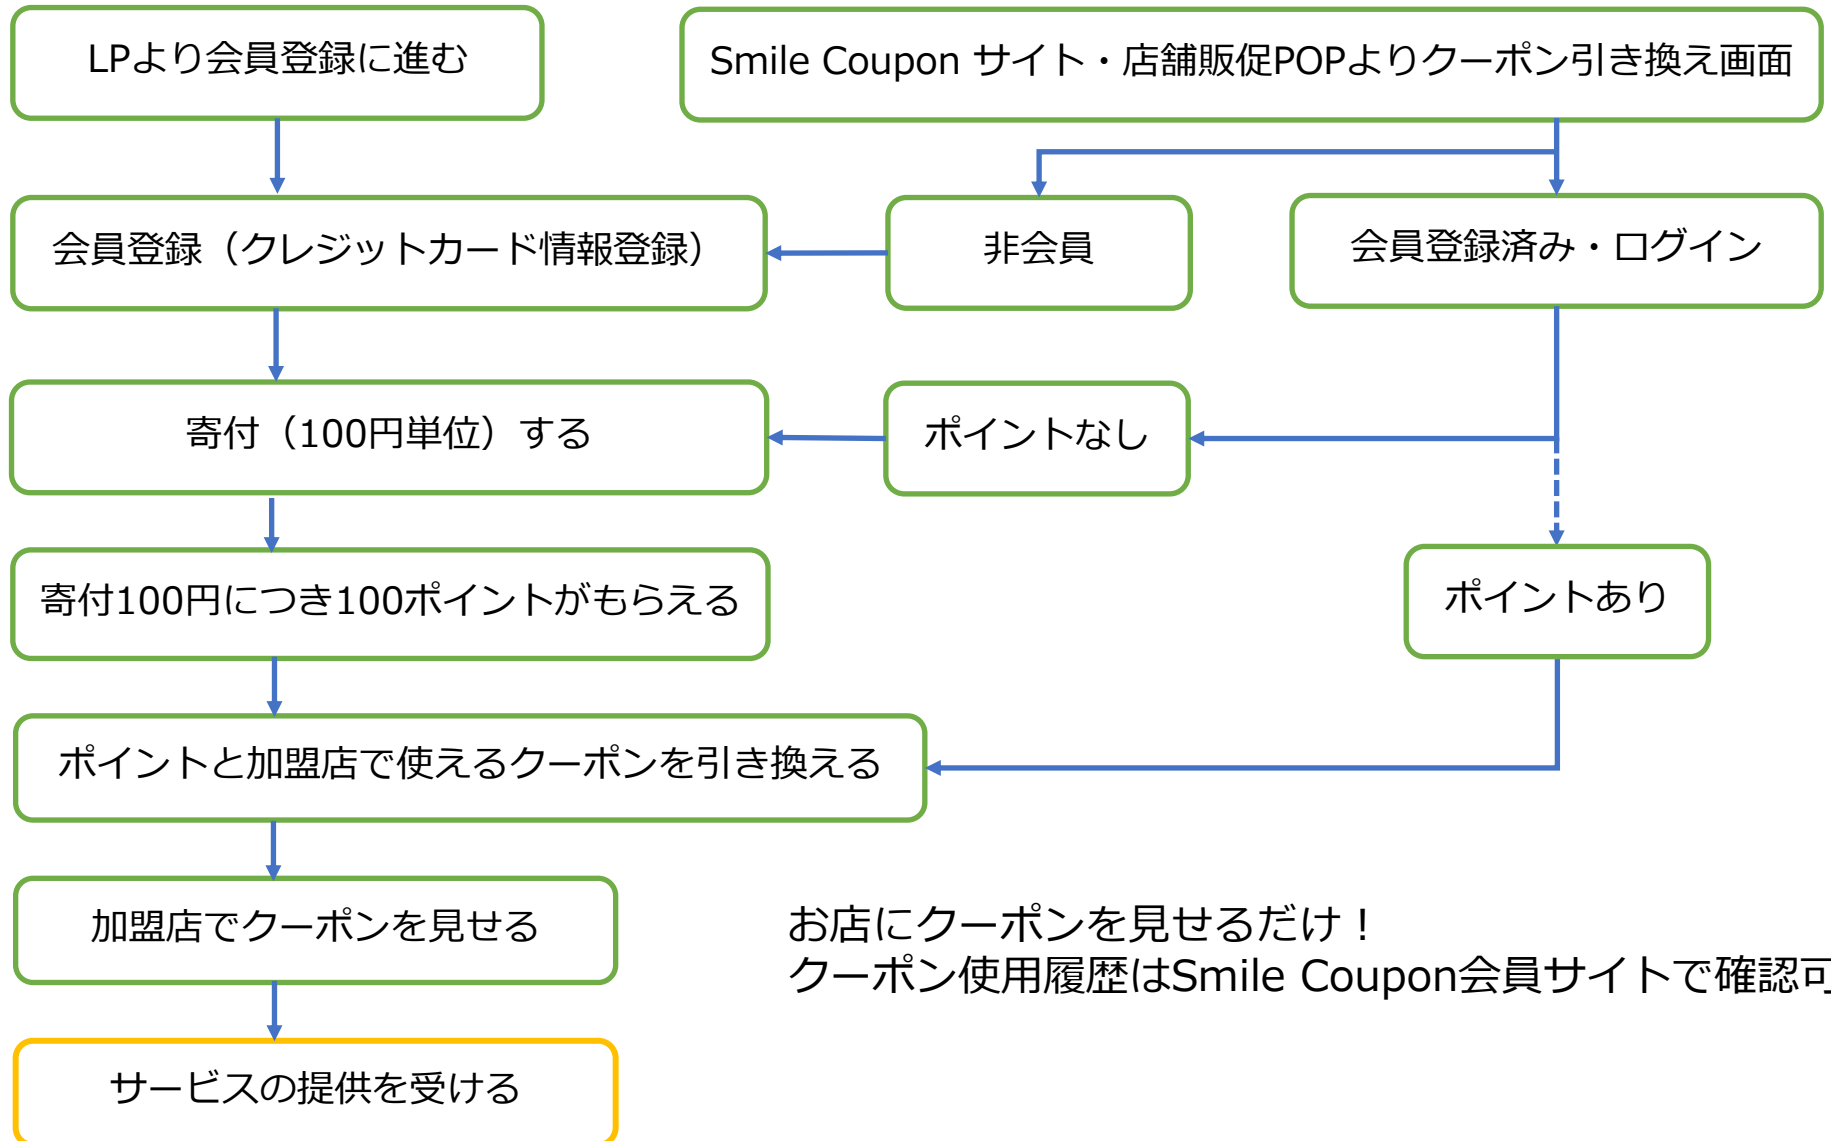 LPより会員登録に進む
Smile Coupon サイト・店舗販促POPよりクーポン引き換え画面
会員登録（クレジットカード情報登録）
非会員
会員登録済み・ログイン
寄付（100円単位）する
ポイントなし
寄付100円につき100ポイントがもらえる
ポイントあり
ポイントと加盟店で使えるクーポンを引き換える
加盟店でクーポンを見せる
お店にクーポンを見せるだけ！
クーポン使用履歴はSmile Coupon会員サイトで確認可
サービスの提供を受ける